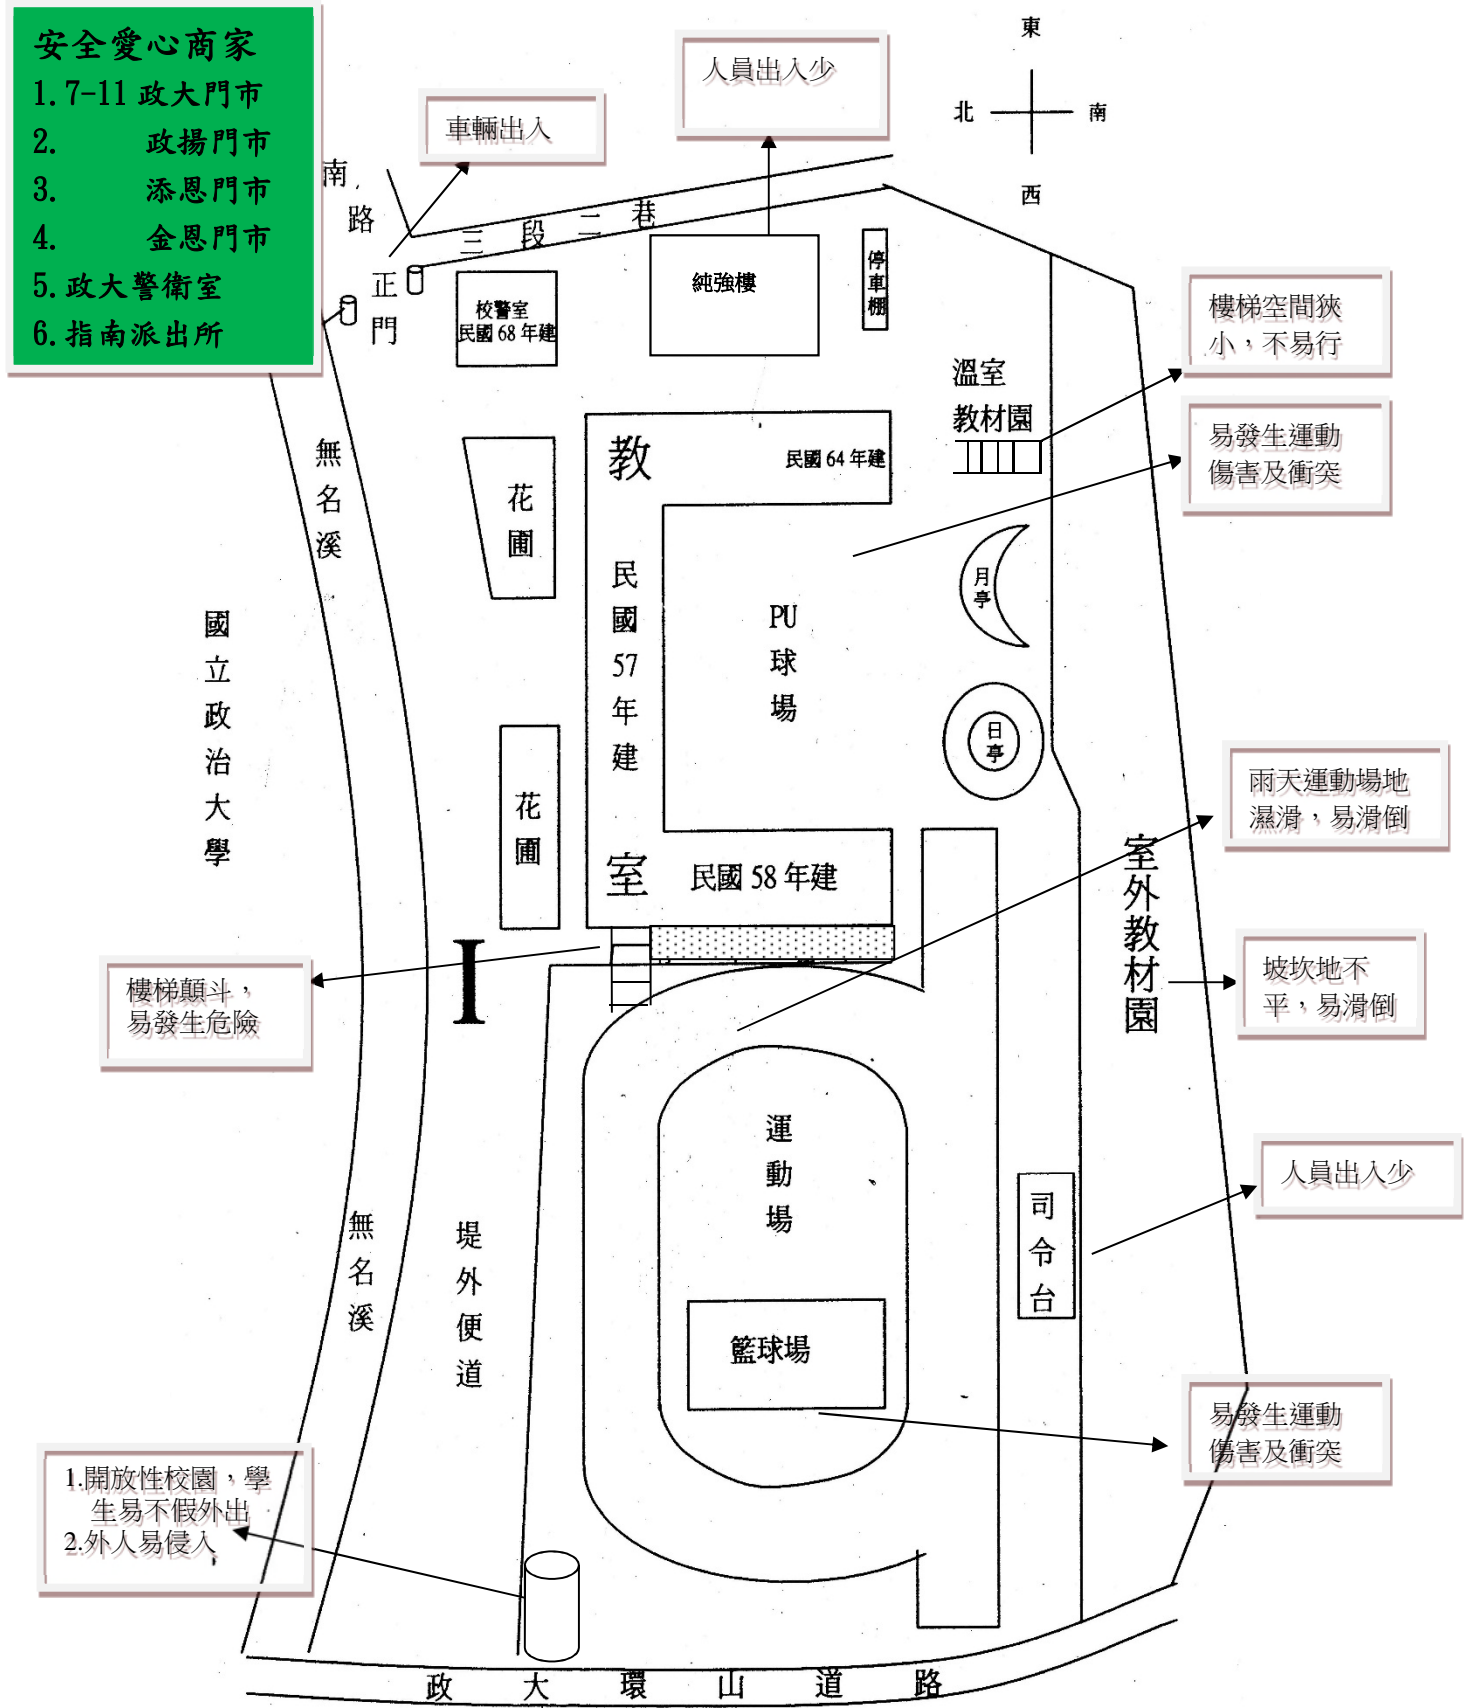 安全愛心商家
1.7-11 政大門市
2. 政揚門市
3. 添恩門市
4. 金恩門市
5.政大警衛室
6.指南派出所
車輛出入
人員出入少
東
北
南
西
南路
三段二巷
正門
校警室
民國 68 年建
純強樓
停車棚
樓梯空間狹
小，不易行
溫室
教材園
易發生運動
傷害及衝突
無名溪
花圃
教室
民國 64 年建
民國 57 年建
PU 球場
月亭
日亭
國立政治大學
花圃
民國 58 年建
雨天運動場地
濕滑，易滑倒
室外教材園
坡坎地不
平，易滑倒
樓梯顛斗，
易發生危險
運動場
人員出入少
司令台
無名溪
堤外便道
籃球場
易發生運動
傷害及衝突
1.開放性校園，學
生易不假外出
2.外人易侵入
政大環山道路